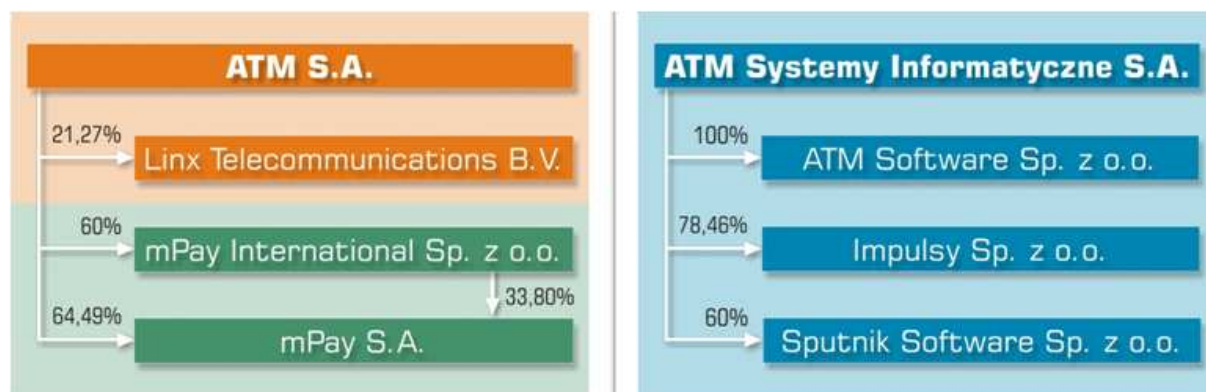 ATM S.A.
21,27%
Linx Telecommunications B.V.
60%
mPay International Sp. z o.o.
33,80%
64,49%
mPay S.A.
ATM Systemy Informatyczne S.A.
100%
ATM Software Sp. z o.o.
78,46%
Impulsy Sp. z o.o.
60%
Sputnik Software Sp. z o.o.